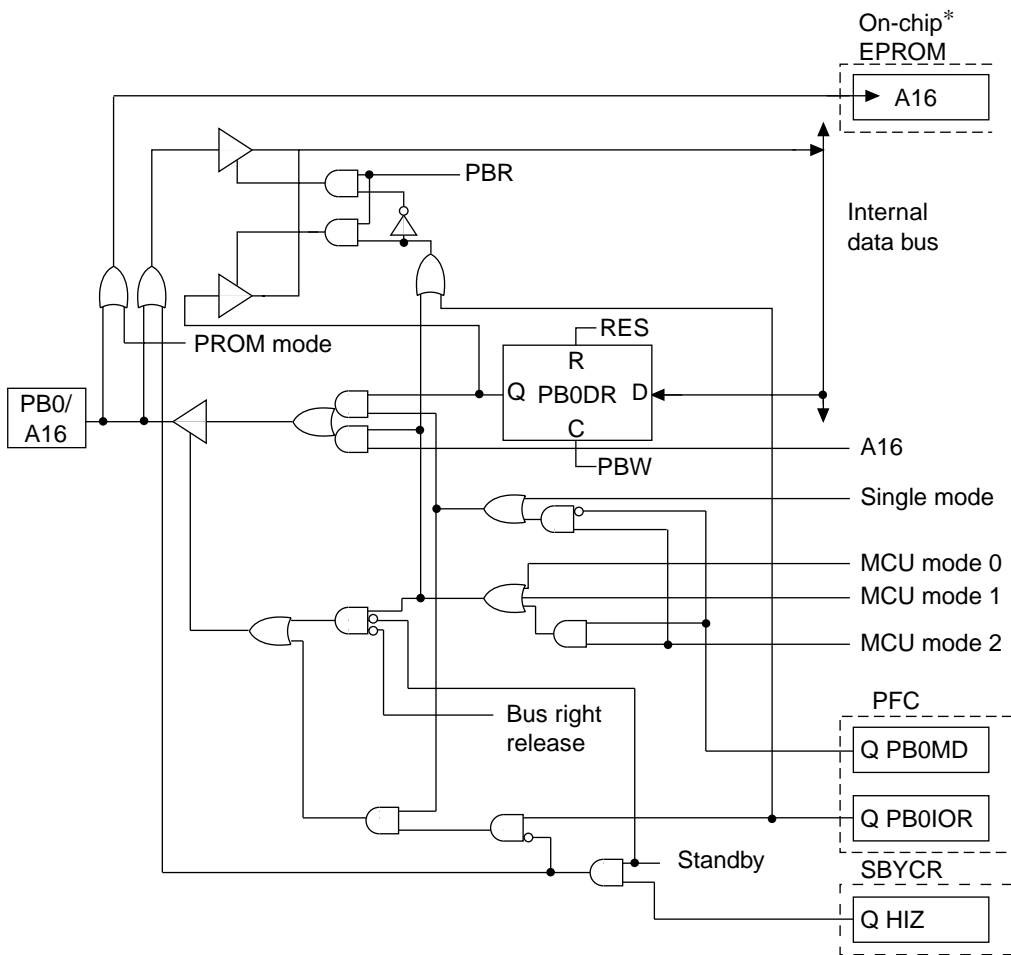 On-chip*
EPROM
A16
PBR
Internal
data bus
PROM mode
RES
R
Q PB0DR D
C
PBW
PB0/
A16
A16
Single mode
MCU mode 0
MCU mode 1
MCU mode 2
Bus right
release
PFC
Q PB0MD
Q PB0IOR
Standby
SBYCR
Q HIZ